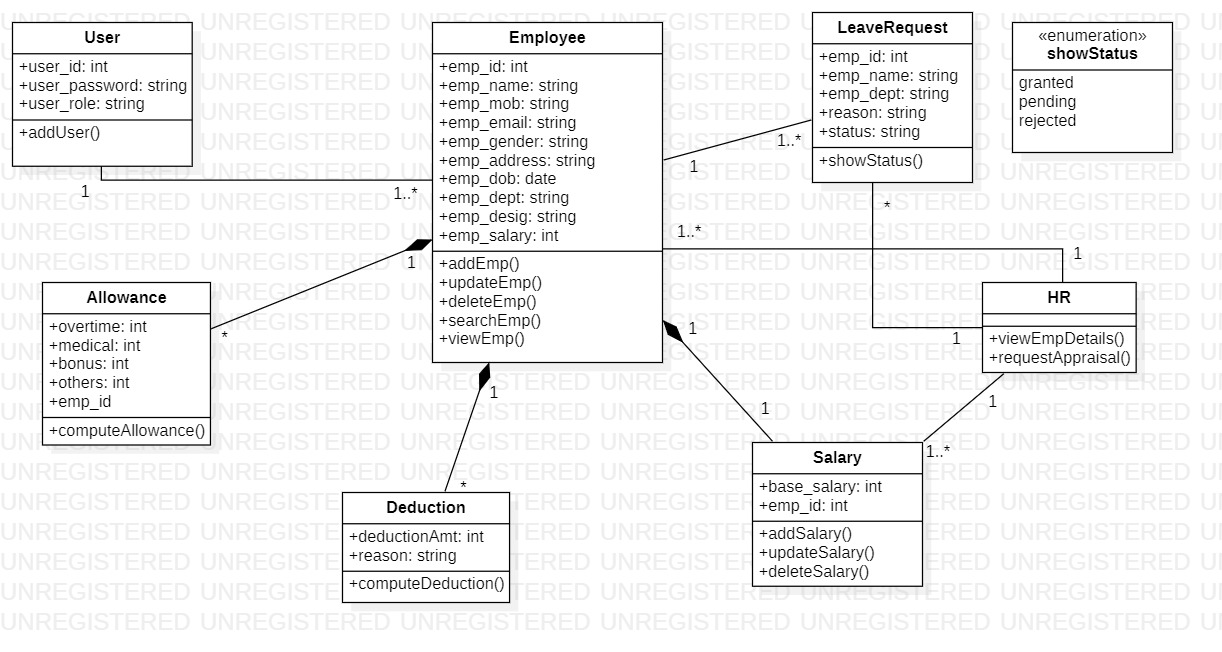 User
+user_id: int
+user_password: string
+user_role: string
+addUser()
1
1..*
Employee
+emp_id: int
+emp_name: string
+emp_mob: string
+emp_email: string
+emp_gender: string
+emp_address: string
+emp_dob: date
+emp_dept: string
+emp_desig: string
+emp_salary: int
+addEmp()
+updateEmp()
+deleteEmp()
+searchEmp()
+viewEmp()
1
1..*
LeaveRequest
+emp_id: int
+emp_name: string
+emp_dept: string
+reason: string
+status: string
+showStatus()
«enumeration»
showStatus
granted
pending
rejected
*
1..*
1
1
HR
+viewEmpDetails()
+requestAppraisal()
1
1..*
1
*
Allowance
+overtime: int
+medical: int
+bonus: int
+others: int
+emp_id
+computeAllowance()
1
*
Deduction
+deductionAmt: int
+reason: string
+computeDeduction()
1
1
Salary
+base_salary: int
+emp_id: int
+addSalary()
+updateSalary()
+deleteSalary()
UNREGISTERED UNREGISTERED UNREGISTERED UNREGISTERED UNREGISTERED UNREGISTERED